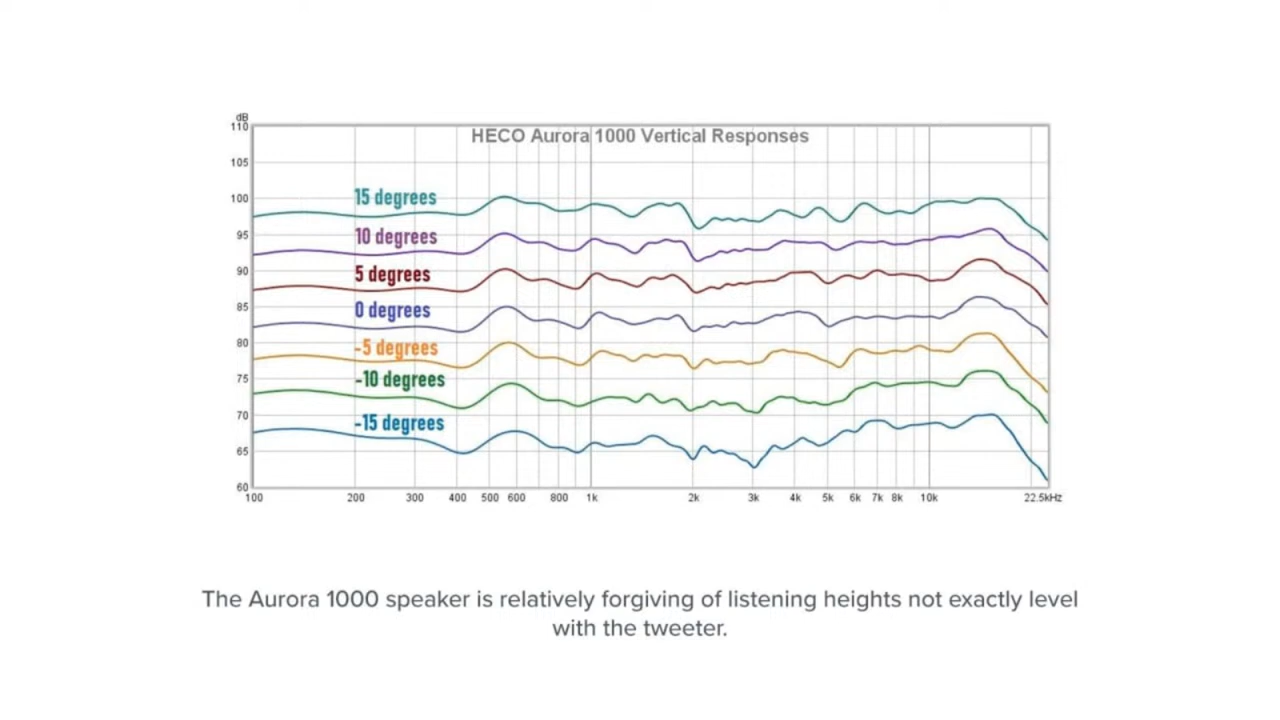 dB
HECO Aurora 1000 Vertical Responses
110
105
100
95
90
85
80
75
70
65
60
15 degrees
10 degrees
5 degrees
0 degrees
-5 degrees
-10 degrees
-15 degrees
100 200 300 400 500 600 800 1k 2k 3k 4k 5k 6k 7k 8k 10k 22.5kHz
The Aurora 1000 speaker is relatively forgiving of listening heights not exactly level
with the tweeter.